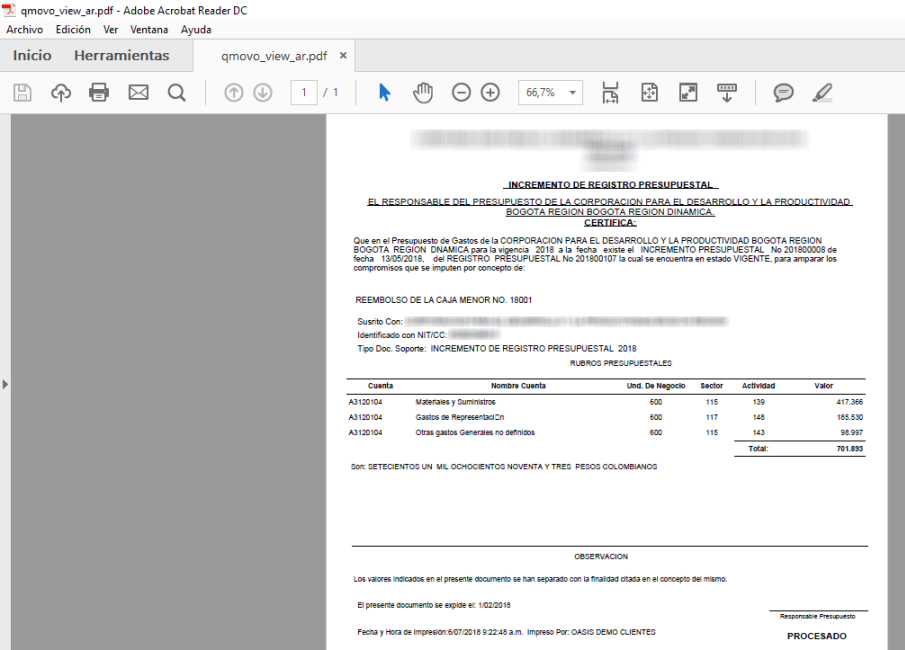 qmovo_view_ar.pdf - Adobe Acrobat Reader DC
Archivo Edición Ver Ventana Ayuda
Inicio Herramientas qmovo_view_ar.pdf ×
1 / 1 66,7%
INCREMENTO DE REGISTRO PRESUPUESTAL
EL RESPONSABLE DEL PRESUPUESTO DE LA CORPORACION PARA EL DESARROLLO Y LA PRODUCTIVIDAD
BOGOTA REGION BOGOTA REGION DINAMICA.
CERTIFICA:
Que en el Presupuesto de Gastos de la CORPORACION PARA EL DESARROLLO Y LA PRODUCTIVIDAD BOGOTA REGION
BOGOTA REGION DNAMICA para la vigencia 2018 a la fecha existe el INCREMENTO PRESUPUESTAL No 201800008 de
fecha 13/05/2018, del REGISTRO PRESUPUESTAL No 201800107 la cual se encuentra en estado VIGENTE, para amparar los
compromisos que se imputen por concepto de:
REEMBOLSO DE LA CAJA MENOR NO. 18001
Susrito Con:
Identificado con NIT/CC:
Tipo Doc. Soporte: INCREMENTO DE REGISTRO PRESUPUESTAL 2018
RUBROS PRESUPUESTALES
Cuenta Nombre Cuenta Und. De Negocio Sector Actividad Valor
A3120104 Materiales y Suministros 600 115 139 417.366
A3120104 Gastos de Representaci□n 600 117 148 185.530
A3120104 Otras gastos Generales no definidos 600 115 143 98.997
Total: 701.893
Son: SETECIENTOS UN MIL OCHOCIENTOS NOVENTA Y TRES PESOS COLOMBIANOS
OBSERVACION
Los valores indicados en el presente documento se han separado con la finalidad citada en el concepto del mismo.
El presente documento se expide el: 1/02/2018
Responsable Presupuesto
Fecha y Hora de Impresión:6/07/2018 9:22:48 a.m. Impreso Por: OASIS DEMO CLIENTES
PROCESADO